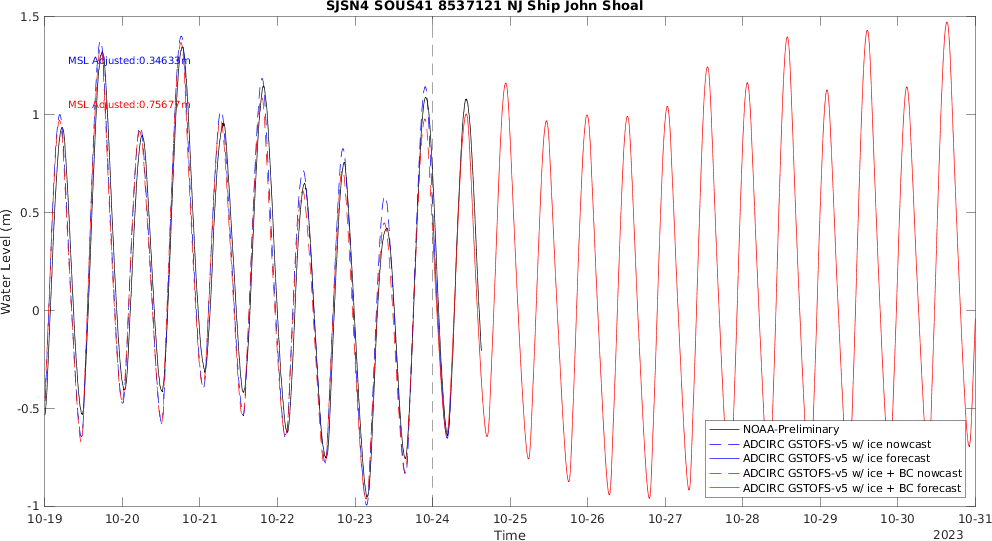 SJSN4 SOUS41 8537121 NJ Ship John Shoal
1.5
MSL Adjusted:0.34633m
MSL Adjusted:0.75677m
1
0.5
0
-0.5
-1
Water Level (m)
NOAA-Preliminary
ADCIRC GSTOFS-v5 w/ ice nowcast
ADCIRC GSTOFS-v5 w/ ice forecast
ADCIRC GSTOFS-v5 w/ ice + BC nowcast
ADCIRC GSTOFS-v5 w/ ice + BC forecast
10-19 10-20 10-21 10-22 10-23 10-24 10-25 10-26 10-27 10-28 10-29 10-30 10-31
Time
2023